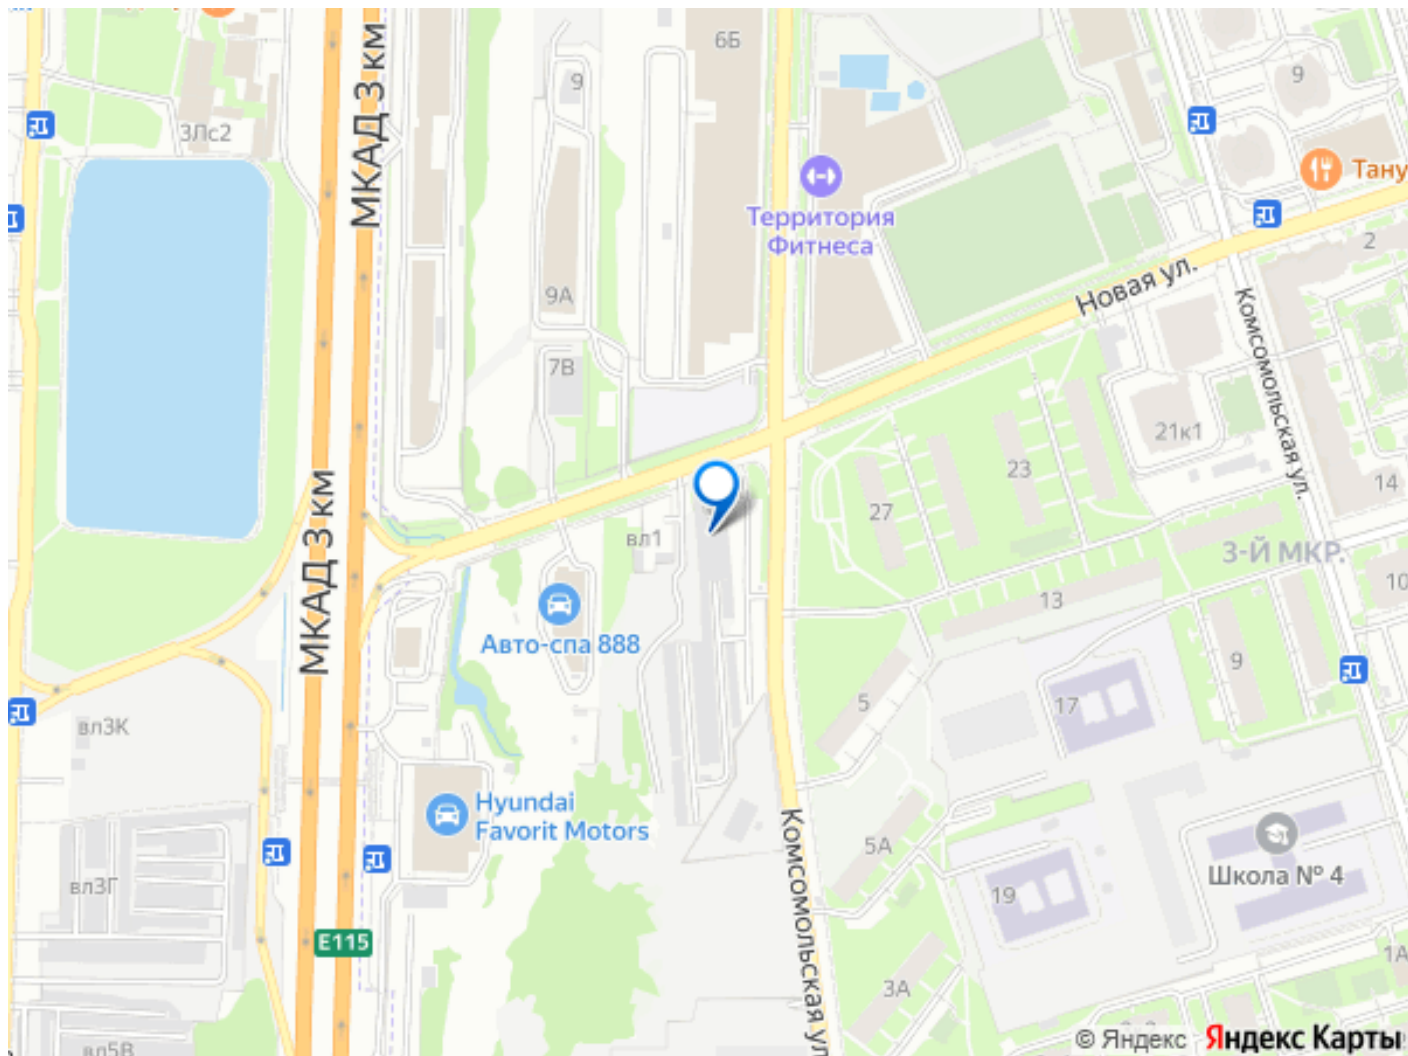 МКАД 3 км
6Б
9
9
3Лс2
Тану
Территория
Фитнеса
2
Новая ул.
9А
Комсомольская ул.
7В
21к1
23
14
27
вл1
3-Й МКР.
10
13
Авто-спа 888
МКАД 3 км
9
5
17
вл3К
Hyundai
Favorit Motors
Комсомольская ул
5А
Школа № 4
вл3Г
19
E115
1А
3А
вл5В
© Яндекс Яндекс Карты